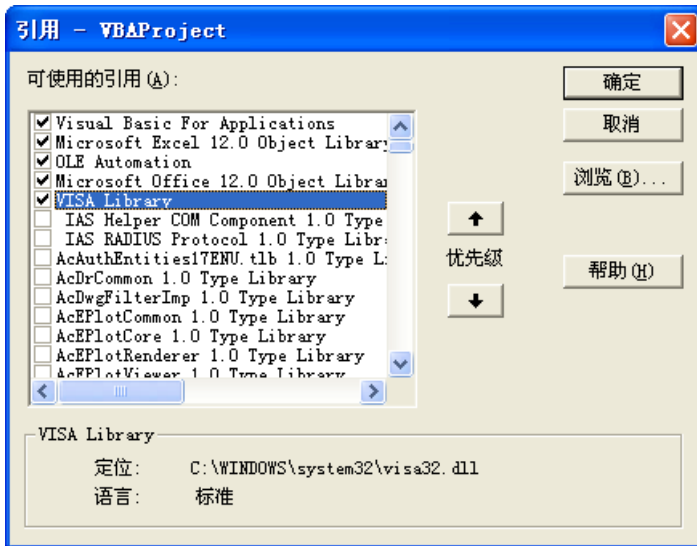 引用 - VBAProject
可使用的引用(A):
确定
取消
浏览(B)...
帮助(H)
Visual Basic For Applications
Microsoft Excel 12.0 Object Library
OLE Automation
Microsoft Office 12.0 Object Librar
VISA Library
IAS Helper COM Component 1.0 Type
IAS RADIUS Protocol 1.0 Type Libr
AcAuthEntities17ENU.tlb 1.0 Type L
AcDrCommon 1.0 Type Library
AcDwgFilterImp 1.0 Type Library
AcEPlotCommon 1.0 Type Library
AcEPlotCore 1.0 Type Library
AcEPlotRenderer 1.0 Type Library
AcEPlotViewer 1.0 Type Library
优先级
VISA Library
定位: C:\WINDOWS\system32\visa32.dll
语言: 标准